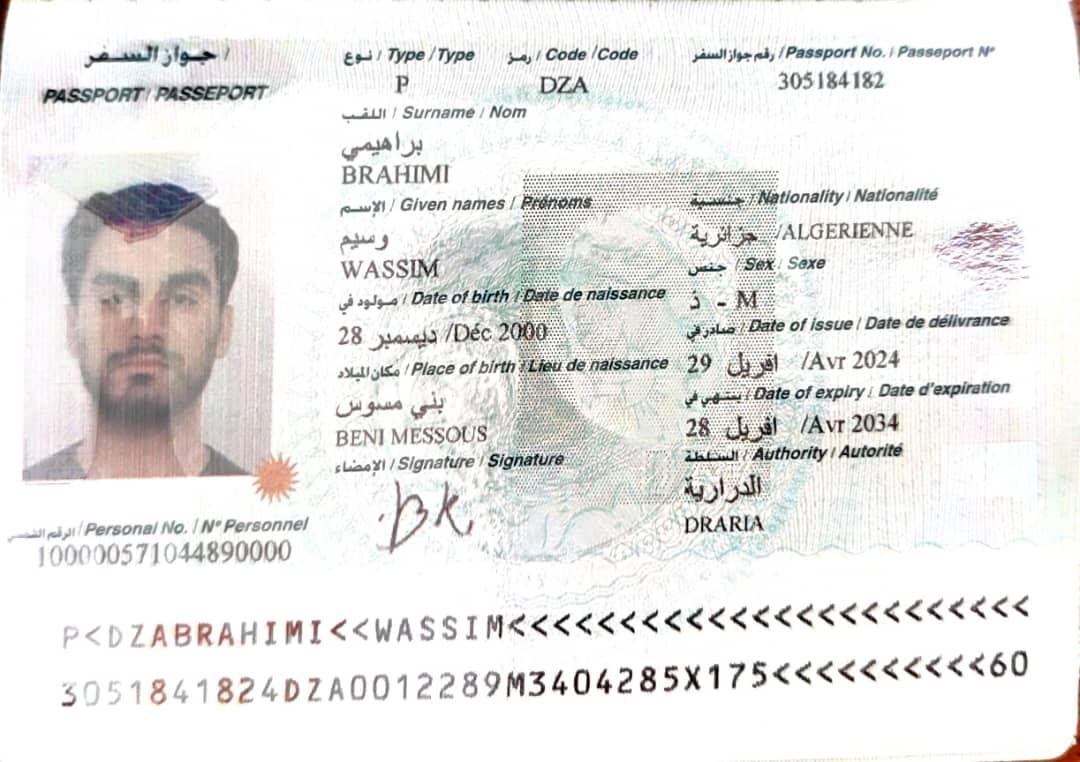 جواز السفر /
PASSPORT / PASSEPORT
نوع / Type / Type
P
رمز / Code / Code
DZA
رقم جواز السفر / Passport No. / Passeport N°
305184182
اللقب / Surname / Nom
براهيمي
BRAHIMI
الإسم / Given names / Prénoms
وسيم
WASSIM
جنسية / Nationality / Nationalité
جزائرية /ALGERIENNE
جنس / Sex / Sexe
ذ - M
مولود في / Date of birth / Date de naissance
28 ديسمبر /Déc 2000
صادر في / Date of issue / Date de délivrance
29 افريل /Avr 2024
مكان الميلاد / Place of birth / Lieu de naissance
بني مسوس
BENI MESSOUS
ينتهي في / Date of expiry / Date d'expiration
28 افريل /Avr 2034
الإمضاء / Signature / Signature
BK
السلطة / Authority / Autorité
الدرارية
DRARIA
الرقم الشخصي / Personal No. / N° Personnel
100000571044890000
P<DZABRAHIMI<<WASSIM<<<<<<<<<<<<<<<<<<<<<<<<
3051841824DZA0012289M3404285X175<<<<<<<<<<60